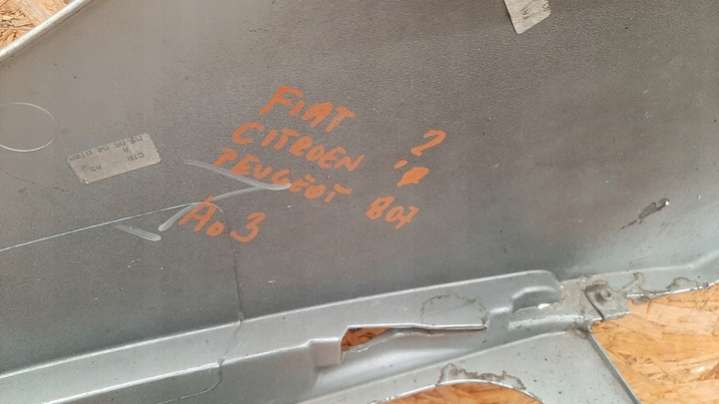 FIAT ?
CITROEN
PEUGEOT 807
A03